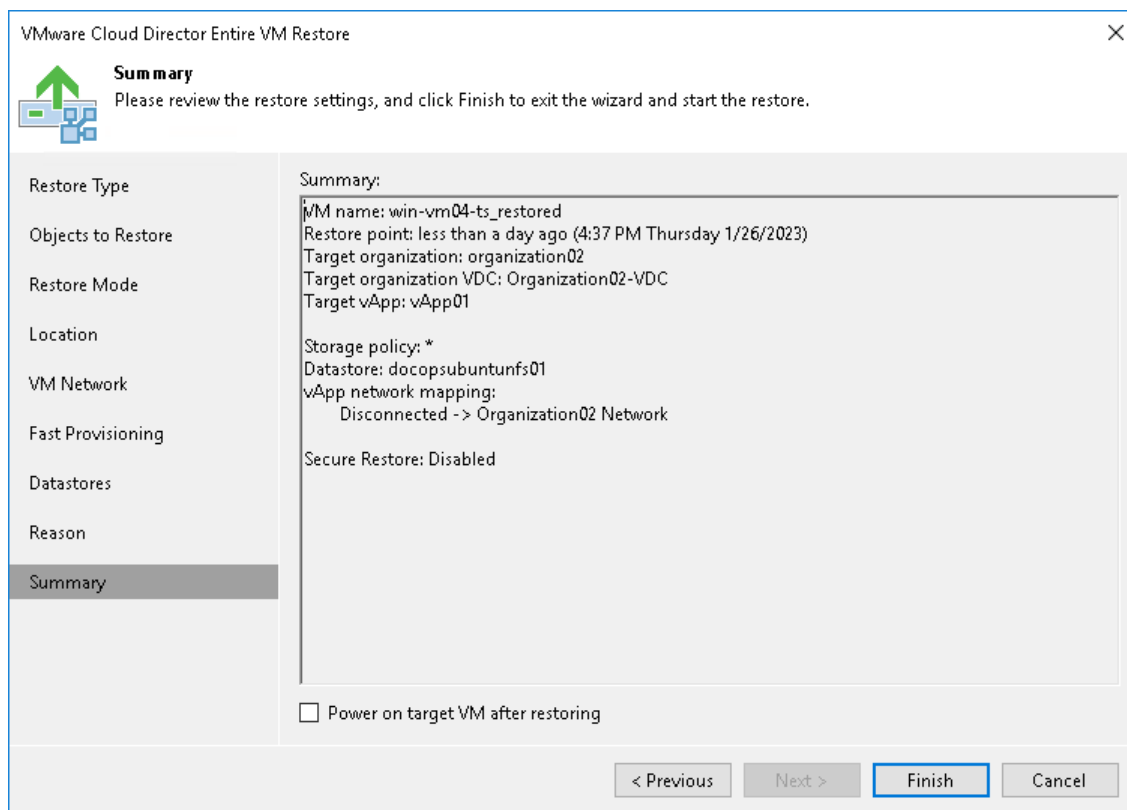 VMware Cloud Director Entire VM Restore
Summary
Please review the restore settings, and click Finish to exit the wizard and start the restore.
Restore Type
Objects to Restore
Restore Mode
Location
VM Network
Fast Provisioning
Datastores
Reason
Summary
Summary:
VM name: win-vm04-ts_restored
Restore point: less than a day ago (4:37 PM Thursday 1/26/2023)
Target organization: organization02
Target organization VDC: Organization02-VDC
Target vApp: vApp01
Storage policy: *
Datastore: docopsubuntunfs01
vApp network mapping:
Disconnected -> Organization02 Network
Secure Restore: Disabled
Power on target VM after restoring
< Previous
Next >
Finish
Cancel